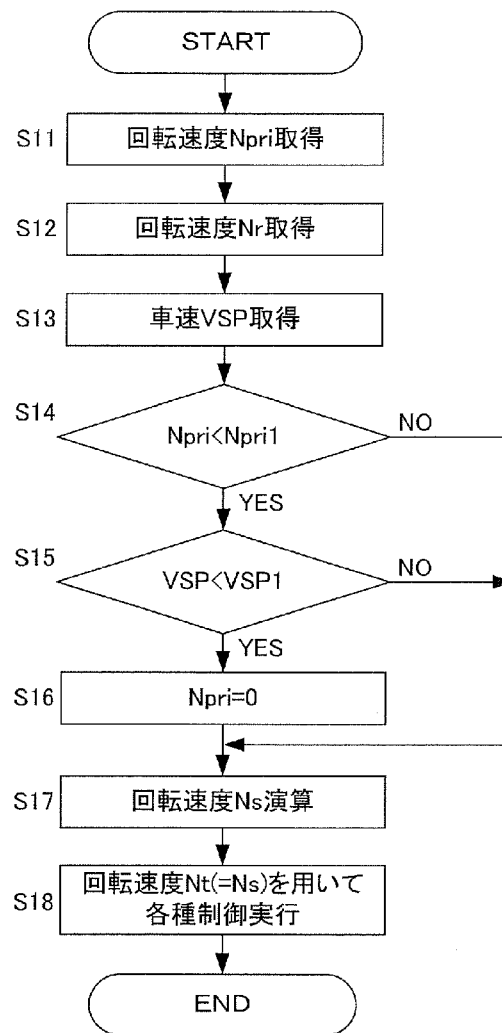 START
S11
回転速度Npri取得
S12
回転速度Nr取得
S13
車速VSP取得
S14
Npri<Npri1
NO
YES
S15
VSP<VSP1
NO
YES
S16
Npri=0
S17
回転速度Ns演算
S18
回転速度Nt(=Ns)を用いて
各種制御実行
END